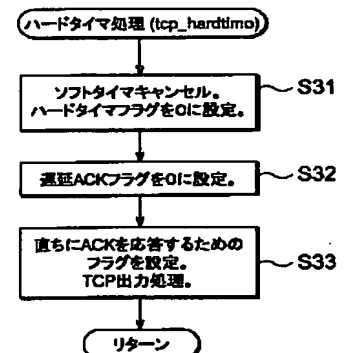 ハードタイマ処理 (tcp_hardtimo)
ソフトタイマキャンセル。
ハードタイマフラグを0に設定。
S31
遅延ACKフラグを0に設定。
S32
直ちにACKを応答するための
フラグを設定。
TCP出力処理。
S33
リターン